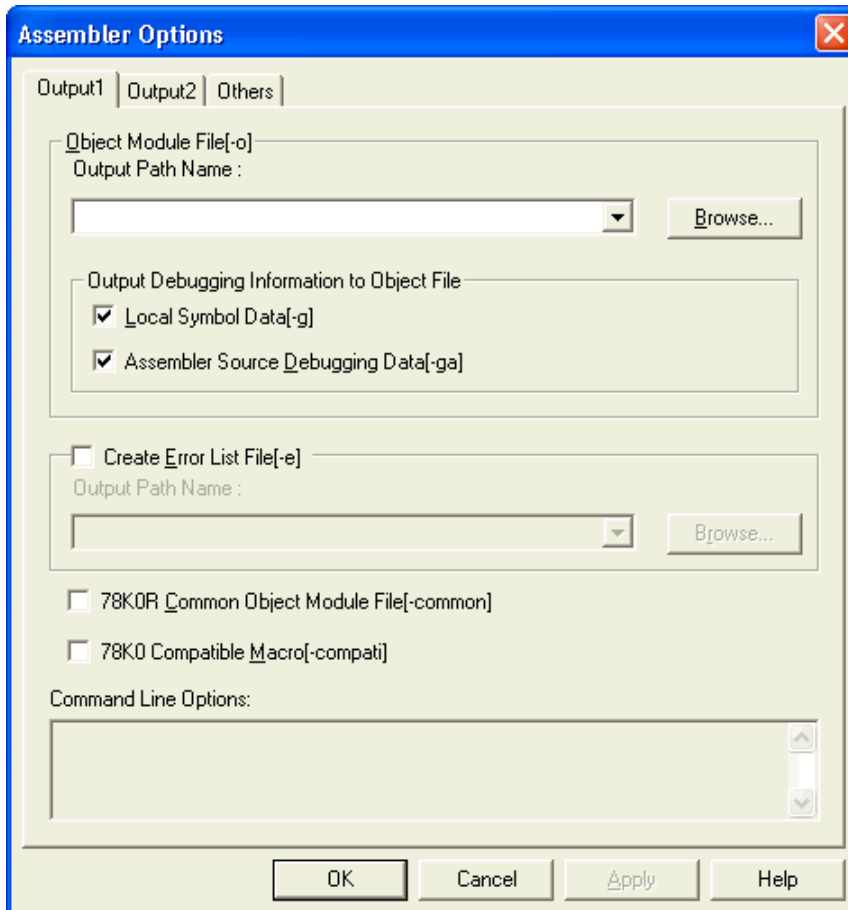 Assembler Options
Output1 Output2 Others
Object Module File[-o]
Output Path Name :
Browse...
Output Debugging Information to Object File
Local Symbol Data[-g]
Assembler Source Debugging Data[-ga]
Create Error List File[-e]
Output Path Name :
Browse...
78K0R Common Object Module File[-common]
78K0 Compatible Macro[-compati]
Command Line Options:
OK Cancel Apply Help